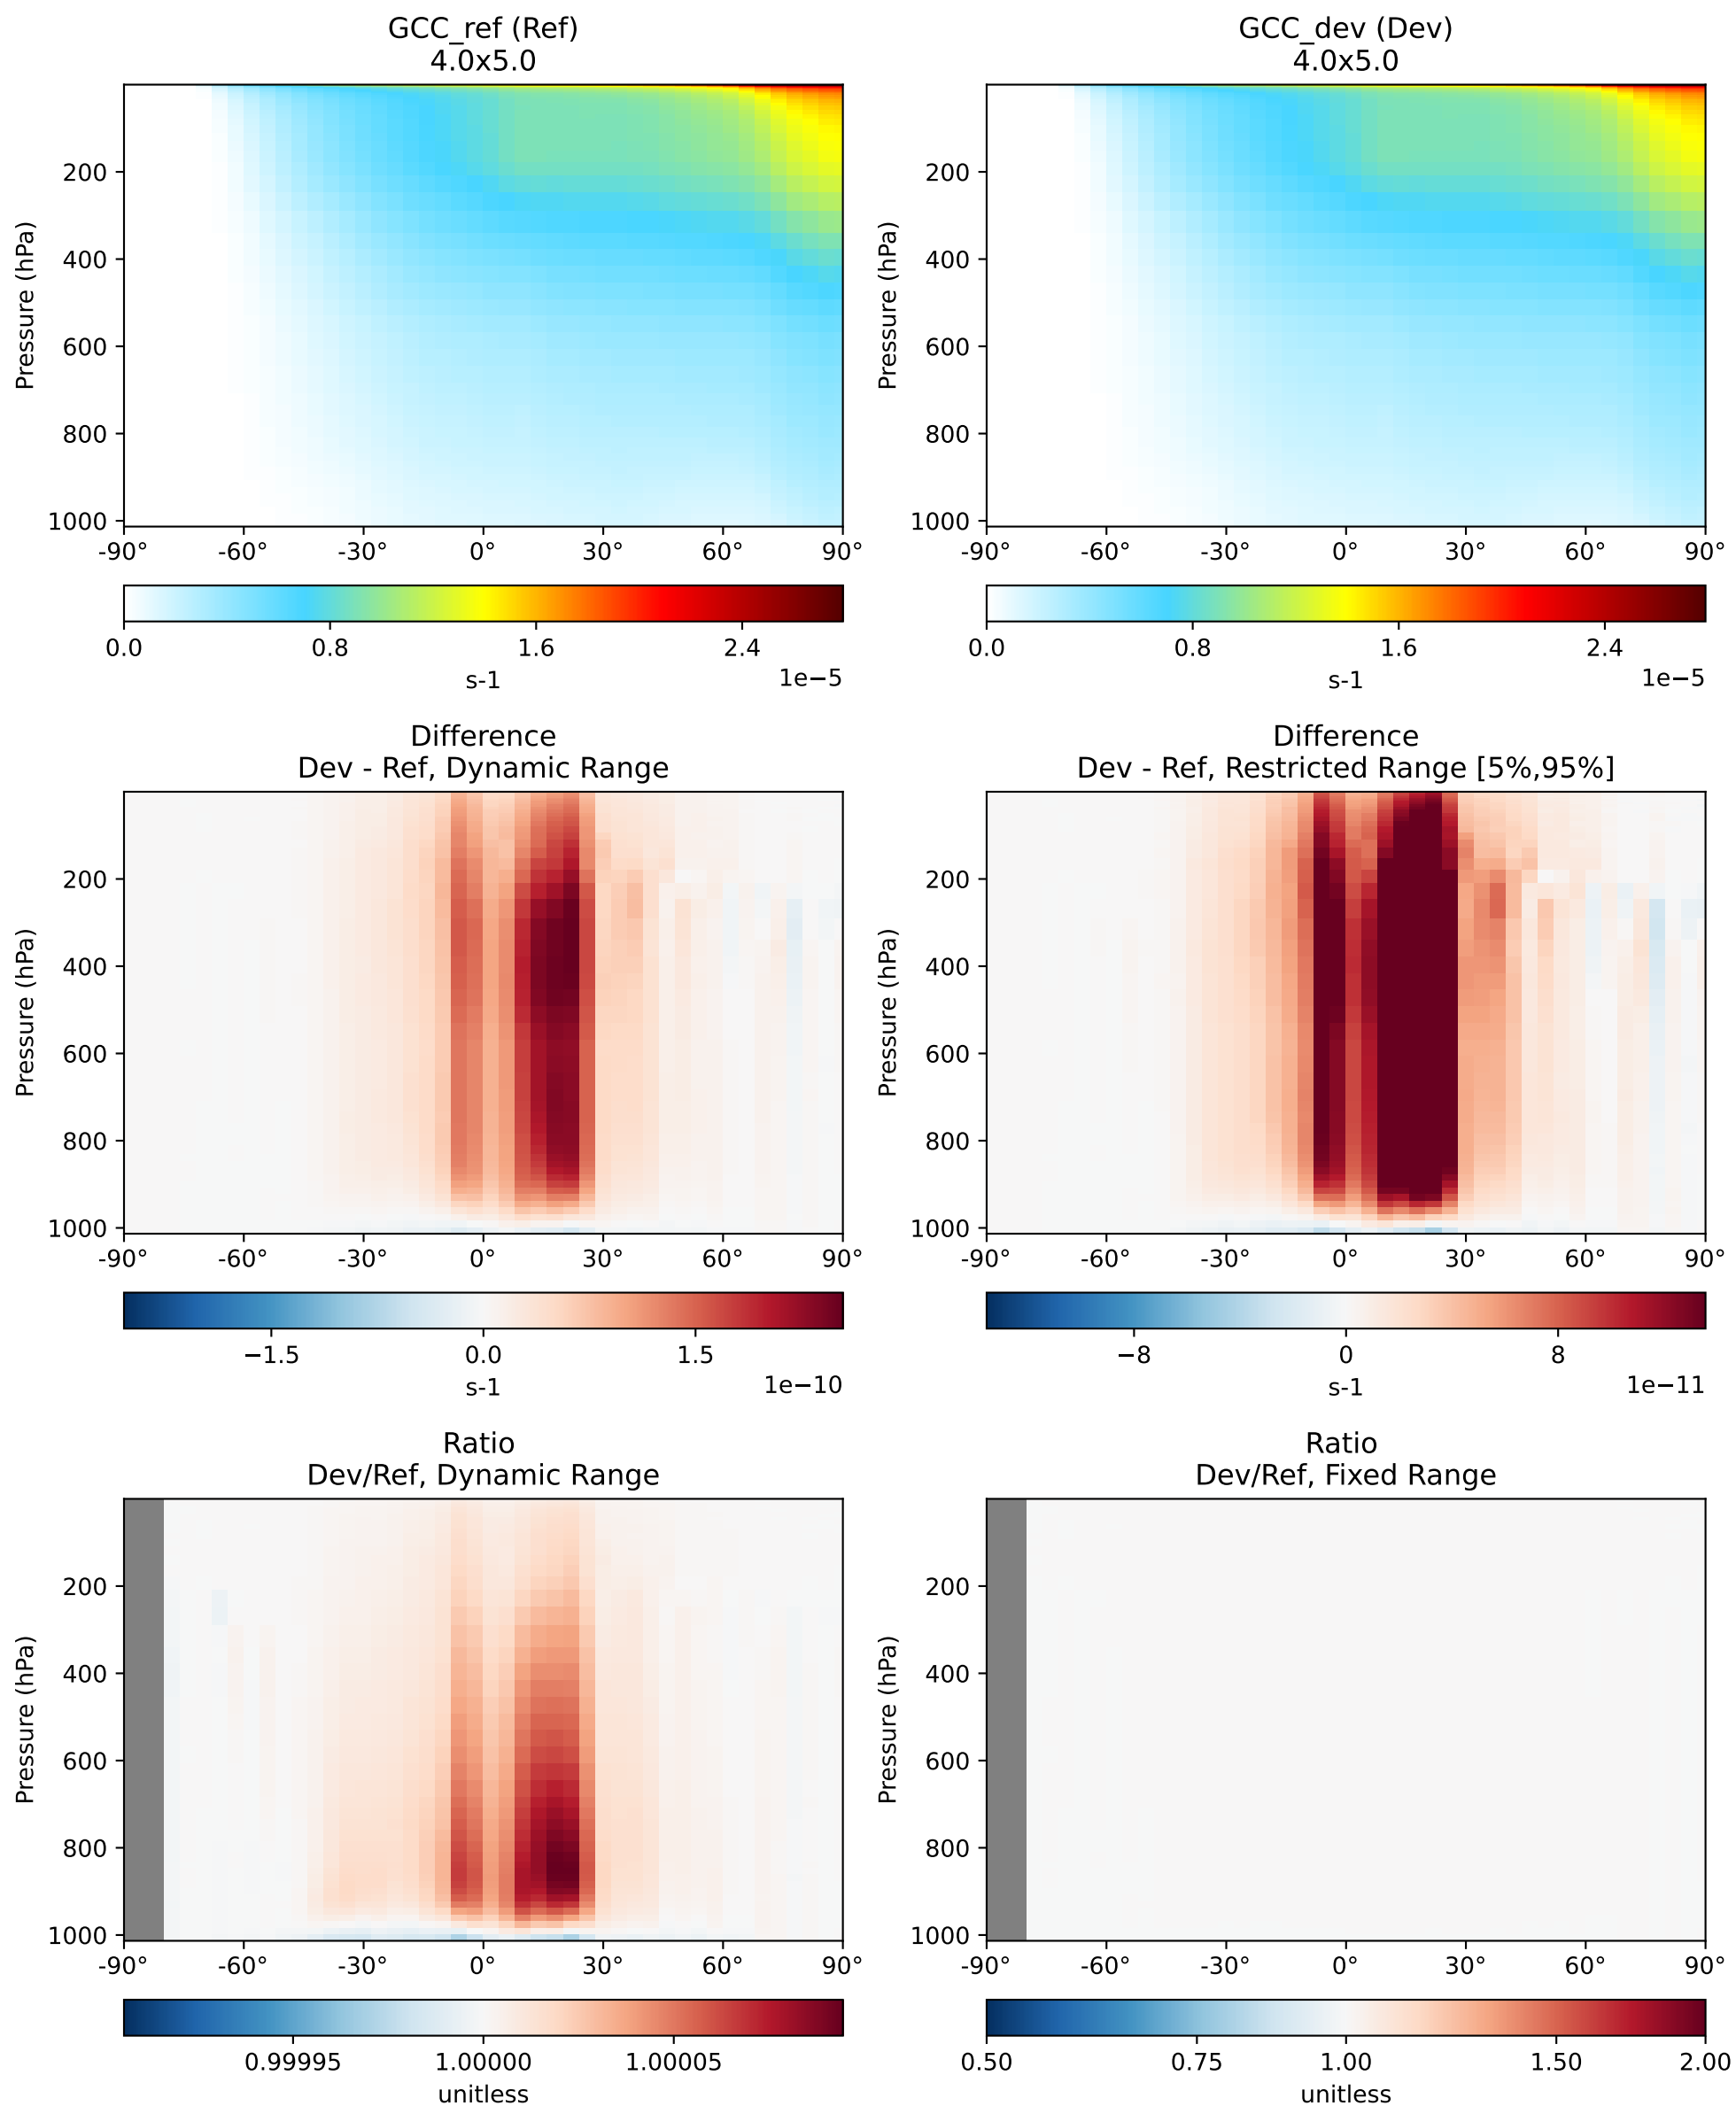 GCC_ref (Ref)
4.0x5.0
Pressure (hPa)
200
400
600
800
1000
-90° -60° -30° 0° 30° 60° 90°
0.0 0.8 1.6 2.4
s-1
1e−5
GCC_dev (Dev)
4.0x5.0
Pressure (hPa)
200
400
600
800
1000
-90° -60° -30° 0° 30° 60° 90°
0.0 0.8 1.6 2.4
s-1
1e−5
Difference
Dev - Ref, Dynamic Range
Pressure (hPa)
200
400
600
800
1000
-90° -60° -30° 0° 30° 60° 90°
−1.5 0.0 1.5
s-1
1e−10
Difference
Dev - Ref, Restricted Range [5%,95%]
Pressure (hPa)
200
400
600
800
1000
-90° -60° -30° 0° 30° 60° 90°
−8 0 8
s-1
1e−11
Ratio
Dev/Ref, Dynamic Range
Pressure (hPa)
200
400
600
800
1000
-90° -60° -30° 0° 30° 60° 90°
0.99995 1.00000 1.00005
unitless
Ratio
Dev/Ref, Fixed Range
Pressure (hPa)
200
400
600
800
1000
-90° -60° -30° 0° 30° 60° 90°
0.50 0.75 1.00 1.50 2.00
unitless